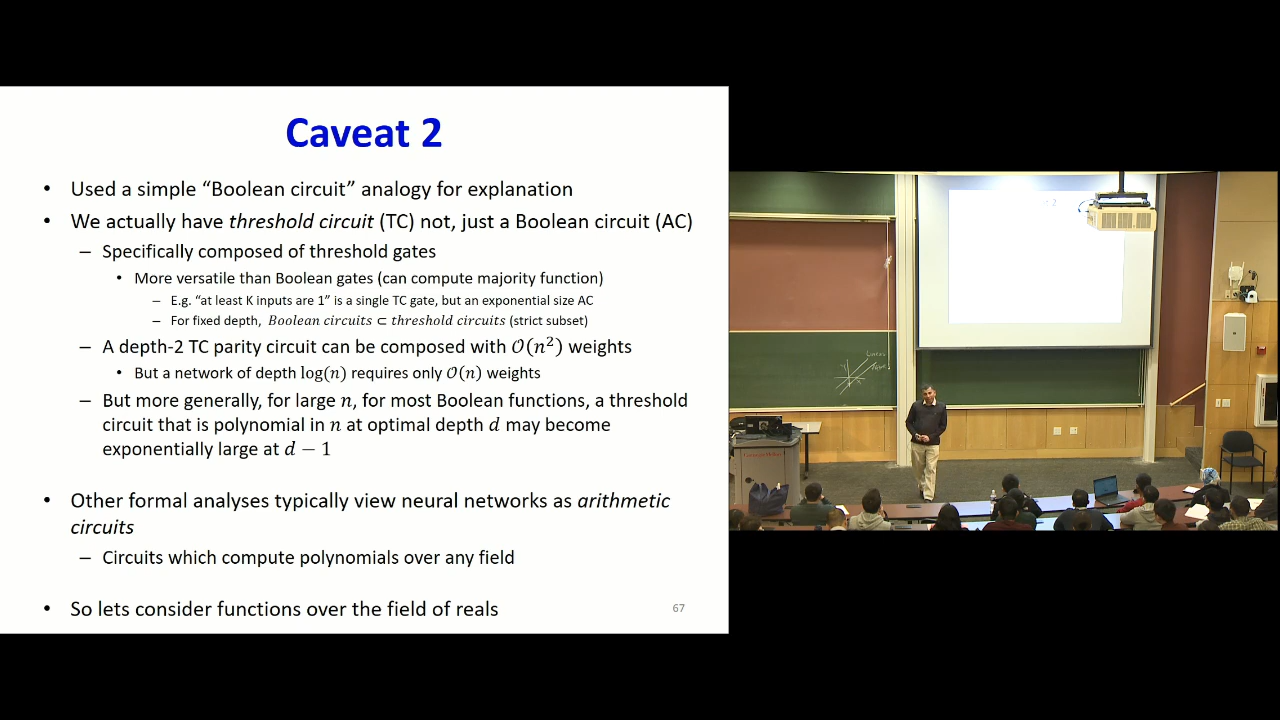 Caveat 2
• Used a simple “Boolean circuit” analogy for explanation
• We actually have threshold circuit (TC) not, just a Boolean circuit (AC)
– Specifically composed of threshold gates
• More versatile than Boolean gates (can compute majority function)
– E.g. “at least K inputs are 1” is a single TC gate, but an exponential size AC
– For fixed depth, Boolean circuits ⊂ threshold circuits (strict subset)
– A depth-2 TC parity circuit can be composed with 𝒪(n²) weights
• But a network of depth log(n) requires only 𝒪(n) weights
– But more generally, for large n, for most Boolean functions, a threshold
circuit that is polynomial in n at optimal depth d may become
exponentially large at d − 1
• Other formal analyses typically view neural networks as arithmetic
circuits
– Circuits which compute polynomials over any field
• So lets consider functions over the field of reals
67